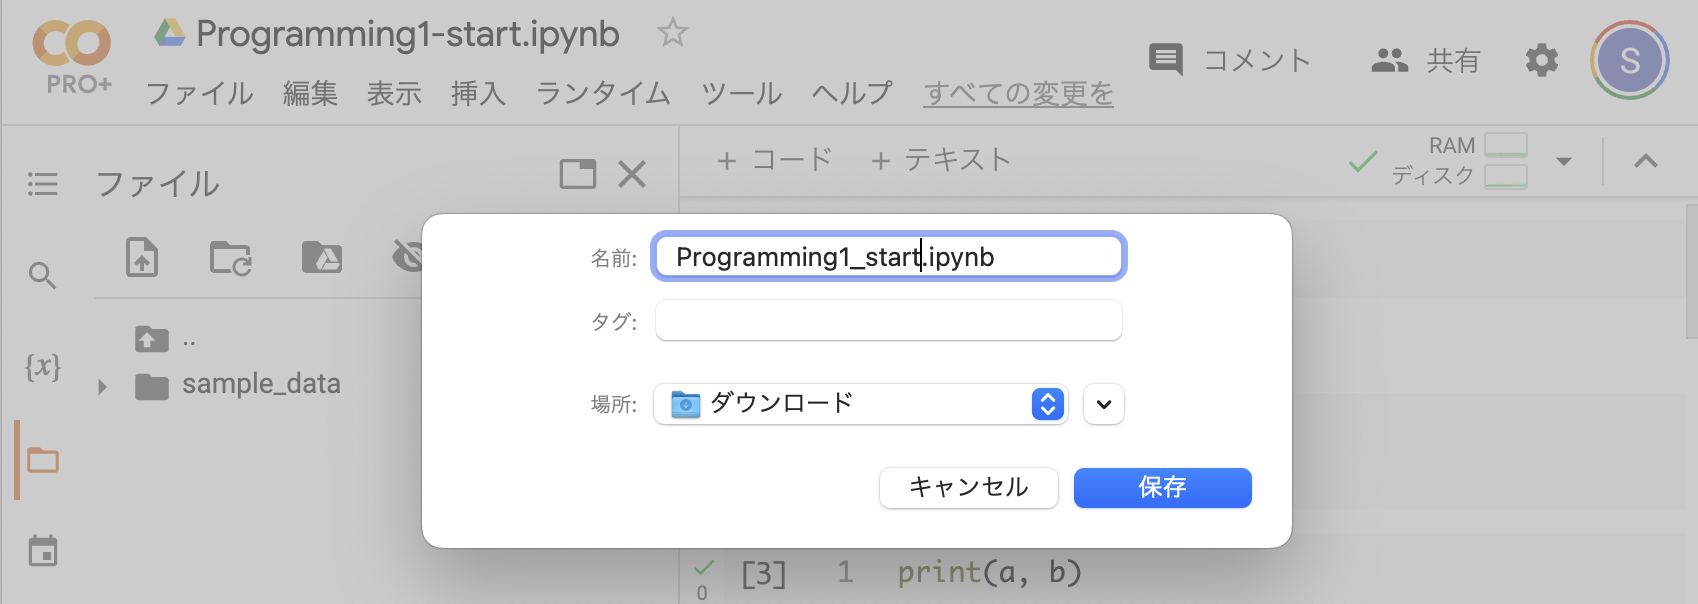 PRO+
Programming1-start.ipynb
ファイル 編集 表示 挿入 ランタイム ツール ヘルプ すべての変更を
コメント 共有 S
ファイル
+ コード + テキスト
RAM
ディスク
{x}
..
sample_data
名前: Programming1_start.ipynb
タグ:
場所: ダウンロード
キャンセル 保存
[3] 1 print(a, b)
0